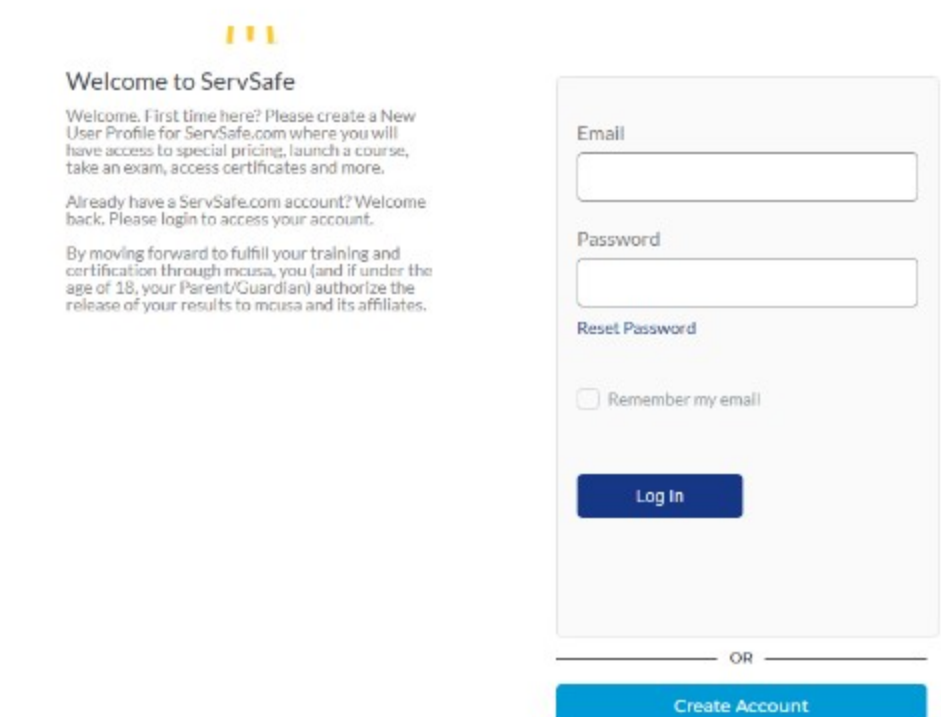 Welcome to ServSafe
Welcome. First time here? Please create a New
User Profile for ServSafe.com where you will
have access to special pricing, launch a course,
take an exam, access certificates and more.
Already have a ServSafe.com account? Welcome
back. Please login to access your account.
By moving forward to fulfill your training and
certification through mcusa, you (and if under the
age of 18, your Parent/Guardian) authorize the
release of your results to mcusa and its affiliates.
Email
Password
Reset Password
Remember my email
Log In
OR
Create Account